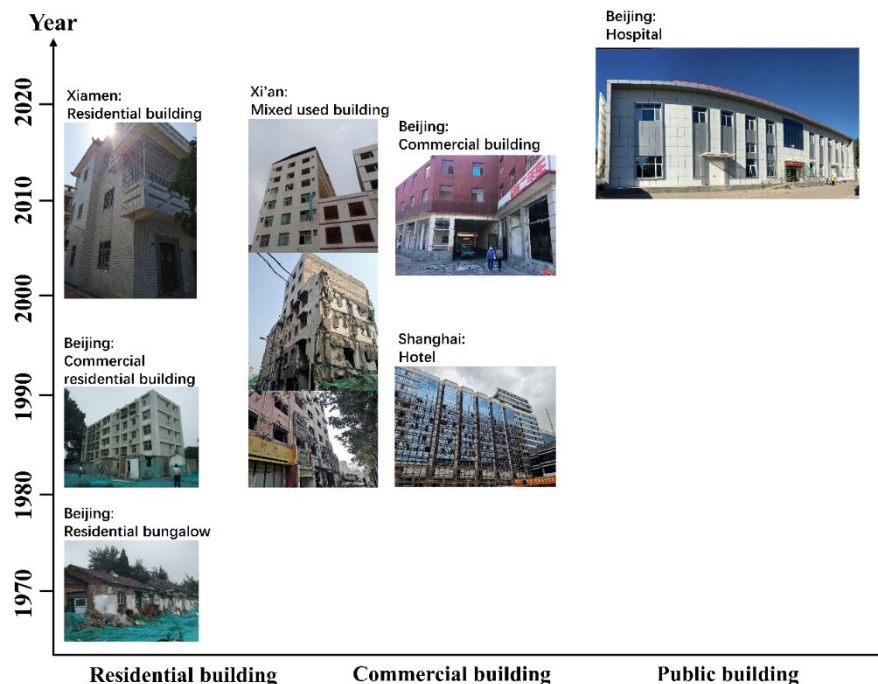 Year
2020
2010
2000
1990
1980
1970
Xiamen:
Residential building
Xi'an:
Mixed used building
Beijing:
Commercial building
Beijing:
Hospital
Beijing:
Commercial
residential building
Shanghai:
Hotel
Beijing:
Residential bungalow
Residential building
Commercial building
Public building